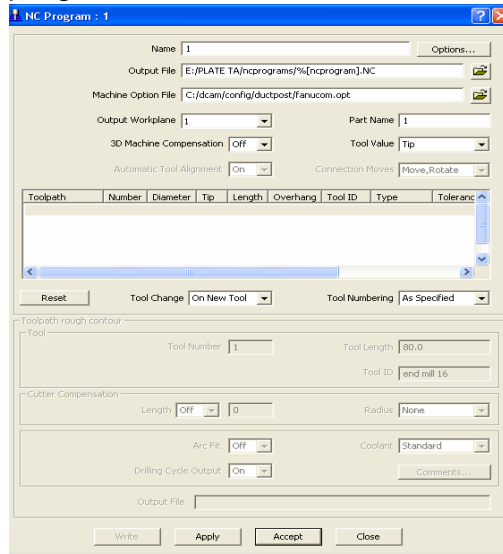 NC Program : 1
Name 1 Options...
Output File E:/PLATE TA/ncprograms/%[ncprogram].NC
Machine Option File C:/dcam/config/ductpost/fanucom.opt
Output Workplane 1 Part Name 1
3D Machine Compensation Off Tool Value Tip
Automatic Tool Alignment On Connection Moves Move,Rotate
Toolpath Number Diameter Tip Length Overhang Tool ID Type Toleranc
Reset Tool Change On New Tool Tool Numbering As Specified
Toolpath rough contour
Tool
Tool Number 1 Tool Length 80.0
Tool ID end mill 16
Cutter Compensation
Length Off 0 Radius None
Arc Fit Off Coolant Standard
Drilling Cycle Output On Comments...
Output File
Write Apply Accept Close